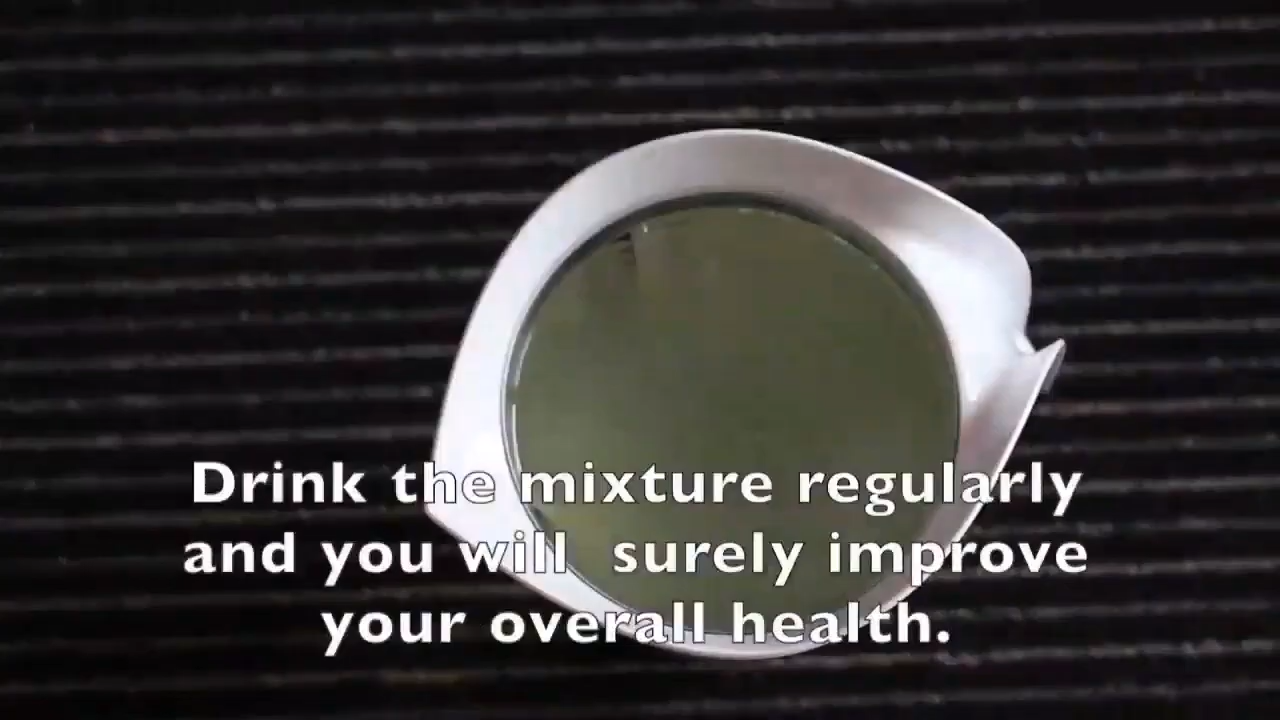 Drink the mixture regularly
and you will  surely improve
your overall health.